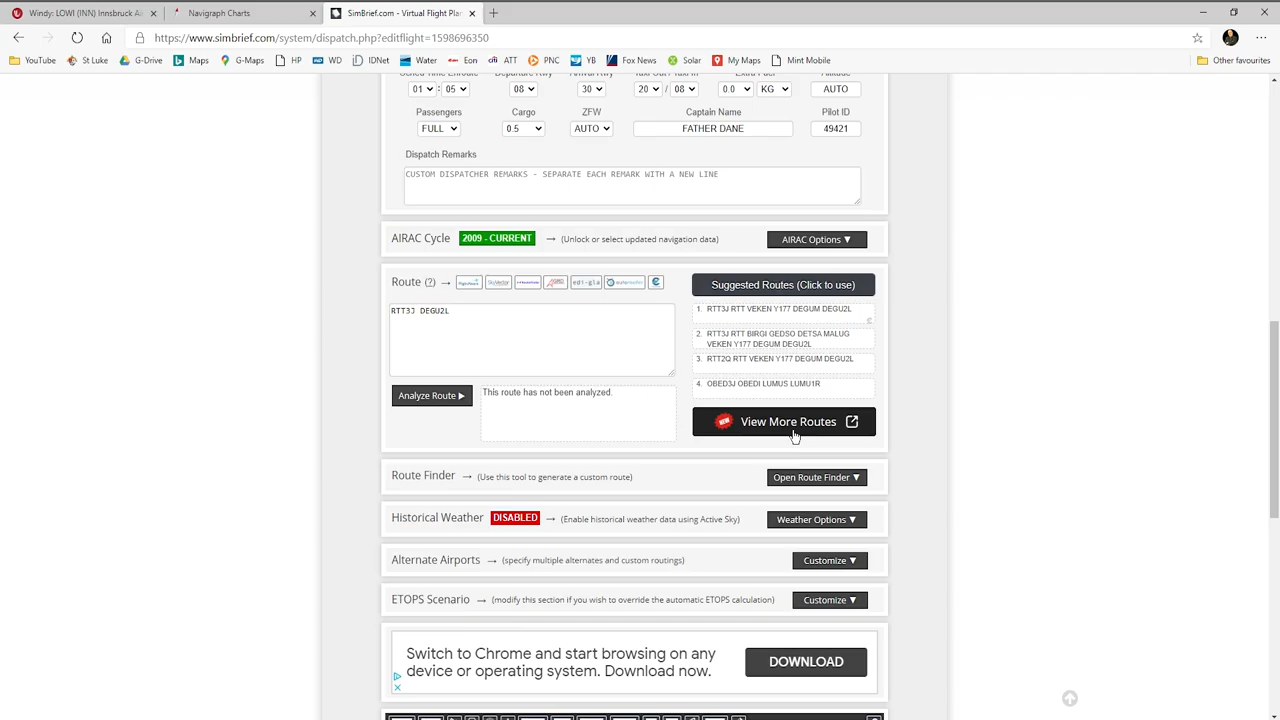 Windy: LOWI (INN) Innsbruck Ai
Navigraph Charts
SimBrief.com - Virtual Flight Pla
https://www.simbrief.com/system/dispatch.php?editflight=1598696350
YouTube St Luke G-Drive Maps G-Maps HP WD IDNet Water Eon ATT PNC YB Fox News Solar My Maps Mint Mobile Other favourites
01 : 05 08 30 20 / 08 0.0 KG AUTO
Passengers Cargo ZFW Captain Name Pilot ID
FULL 0.5 AUTO FATHER DANE 49421
Dispatch Remarks
CUSTOM DISPATCHER REMARKS - SEPARATE EACH REMARK WITH A NEW LINE
AIRAC Cycle 2009 - CURRENT → (Unlock or select updated navigation data) AIRAC Options ▼
Route (?) →
RTT3J DEGU2L
Analyze Route ▶
This route has not been analyzed.
Suggested Routes (Click to use)
1. RTT3J RTT VEKEN Y177 DEGUM DEGU2L
2. RTT3J RTT BIRGI GEDSO DETSA MALUG
VEKEN Y177 DEGUM DEGU2L
3. RTT2Q RTT VEKEN Y177 DEGUM DEGU2L
4. OBED3J OBEDI LUMUS LUMU1R
NEW View More Routes
Route Finder → (Use this tool to generate a custom route) Open Route Finder ▼
Historical Weather DISABLED → (Enable historical weather data using Active Sky) Weather Options ▼
Alternate Airports → (specify multiple alternates and custom routings) Customize ▼
ETOPS Scenario → (modify this section if you wish to override the automatic ETOPS calculation) Customize ▼
Switch to Chrome and start browsing on any
device or operating system. Download now.
DOWNLOAD